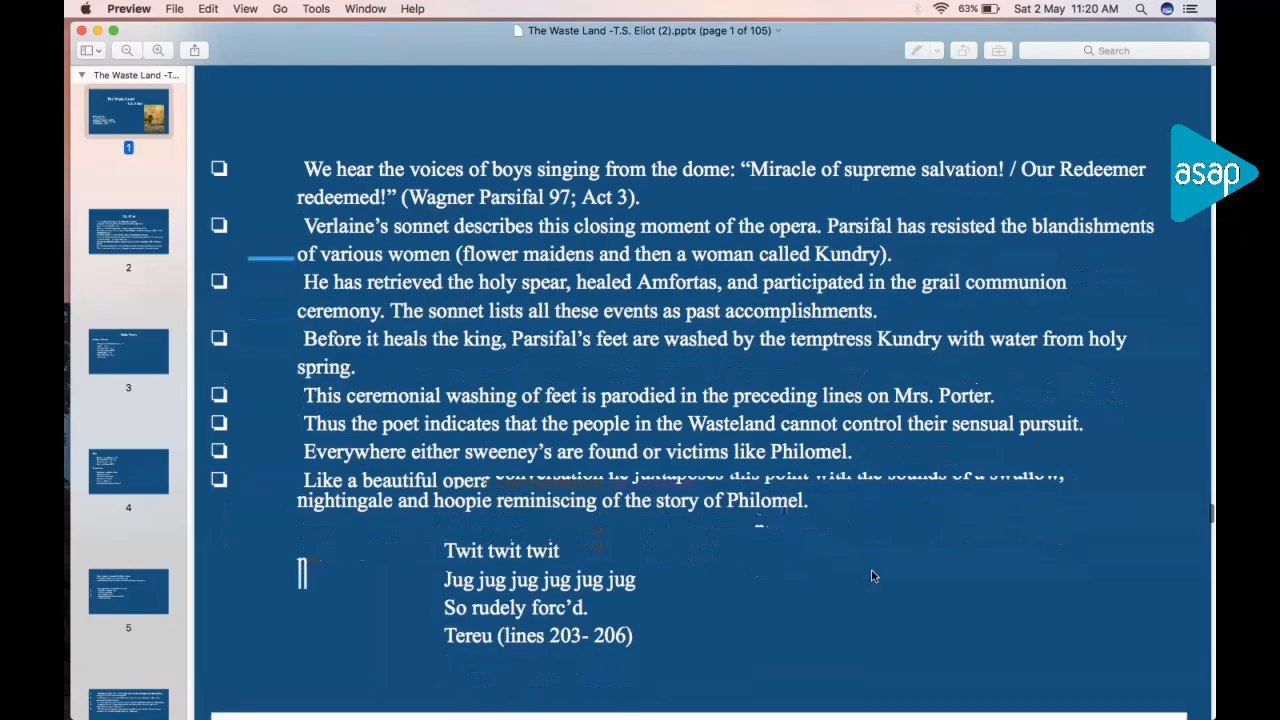 Preview File Edit View Go Tools Window Help 63% Sat 2 May 11:20 AM
The Waste Land -T.S. Eliot (2).pptx (page 1 of 105)
Search
The Waste Land -T...
1
2
3
4
5
asap
We hear the voices of boys singing from the dome: “Miracle of supreme salvation! / Our Redeemer
redeemed!” (Wagner Parsifal 97; Act 3).
Verlaine’s sonnet describes this closing moment of the opera. Parsifal has resisted the blandishments
of various women (flower maidens and then a woman called Kundry).
He has retrieved the holy spear, healed Amfortas, and participated in the grail communion
ceremony. The sonnet lists all these events as past accomplishments.
Before it heals the king, Parsifal’s feet are washed by the temptress Kundry with water from holy
spring.
This ceremonial washing of feet is parodied in the preceding lines on Mrs. Porter.
Thus the poet indicates that the people in the Wasteland cannot control their sensual pursuit.
Everywhere either sweeney’s are found or victims like Philomel.
Like a beautiful opera he juxtaposes this point with the sounds of a swallow,
nightingale and hoopie reminiscing of the story of Philomel.
Twit twit twit
Jug jug jug jug jug jug
So rudely forc’d.
Tereu (lines 203- 206)